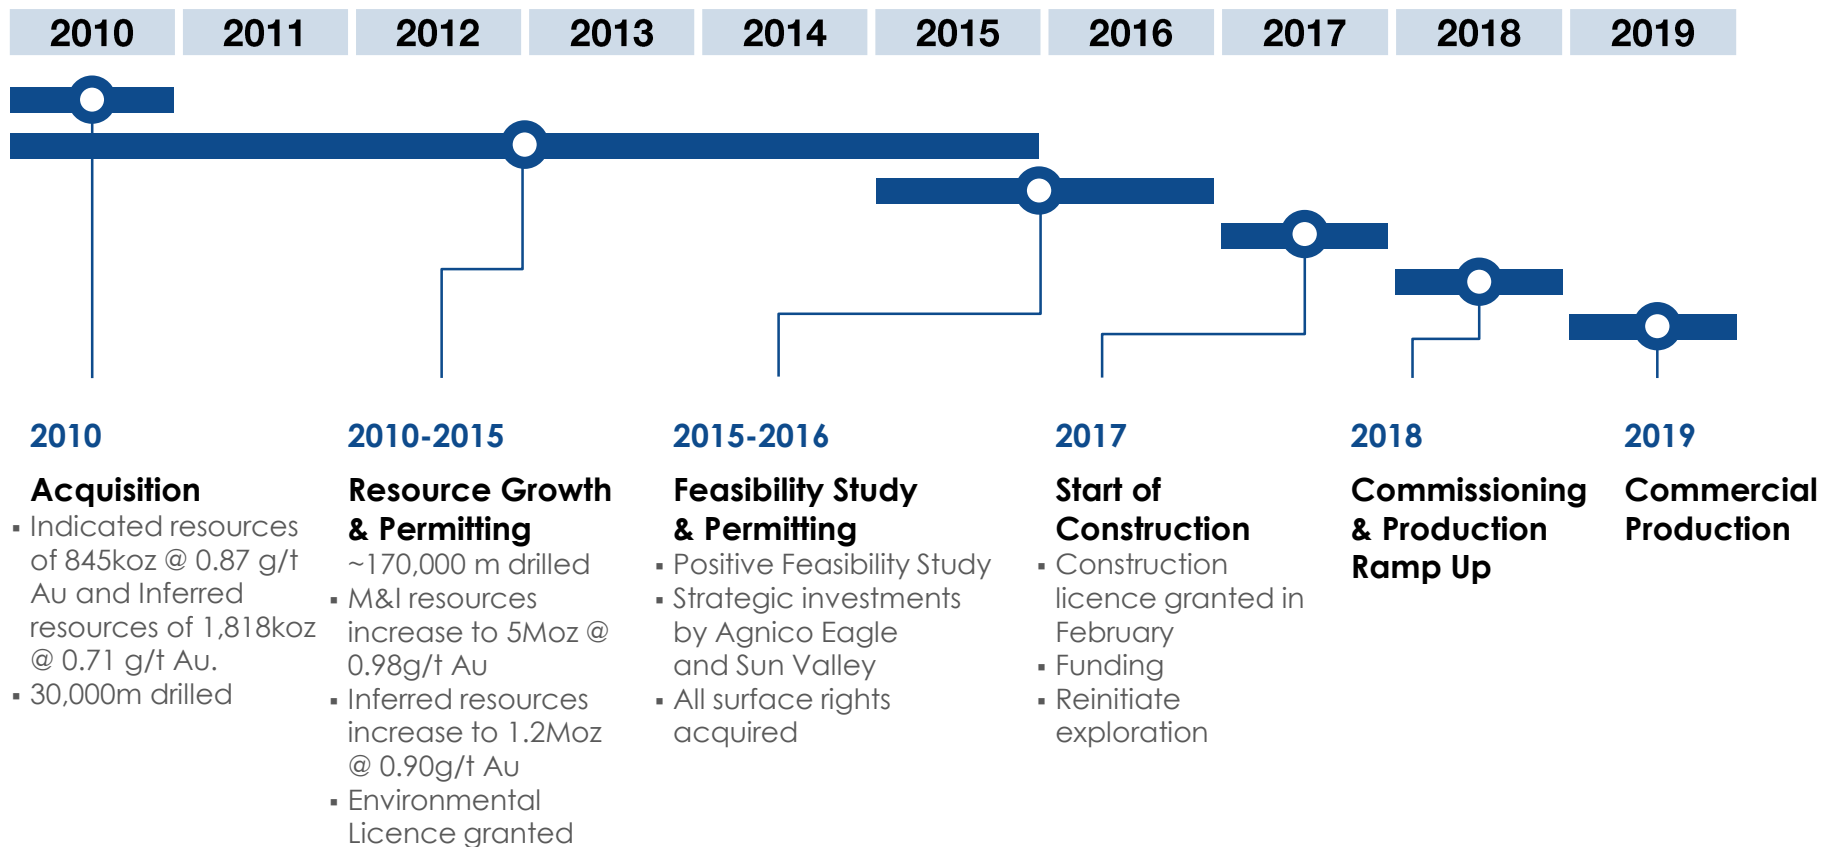 2010 2011 2012 2013 2014 2015 2016 2017 2018 2019
2010
Acquisition
▪ Indicated resources
of 845koz @ 0.87 g/t
Au and Inferred
resources of 1,818koz
@ 0.71 g/t Au.
▪ 30,000m drilled
2010-2015
Resource Growth
& Permitting
~170,000 m drilled
▪ M&I resources
increase to 5Moz @
0.98g/t Au
▪ Inferred resources
increase to 1.2Moz
@ 0.90g/t Au
▪ Environmental
Licence granted
2015-2016
Feasibility Study
& Permitting
▪ Positive Feasibility Study
▪ Strategic investments
by Agnico Eagle
and Sun Valley
▪ All surface rights
acquired
2017
Start of
Construction
▪ Construction
licence granted in
February
▪ Funding
▪ Reinitiate
exploration
2018
Commissioning
& Production
Ramp Up
2019
Commercial
Production